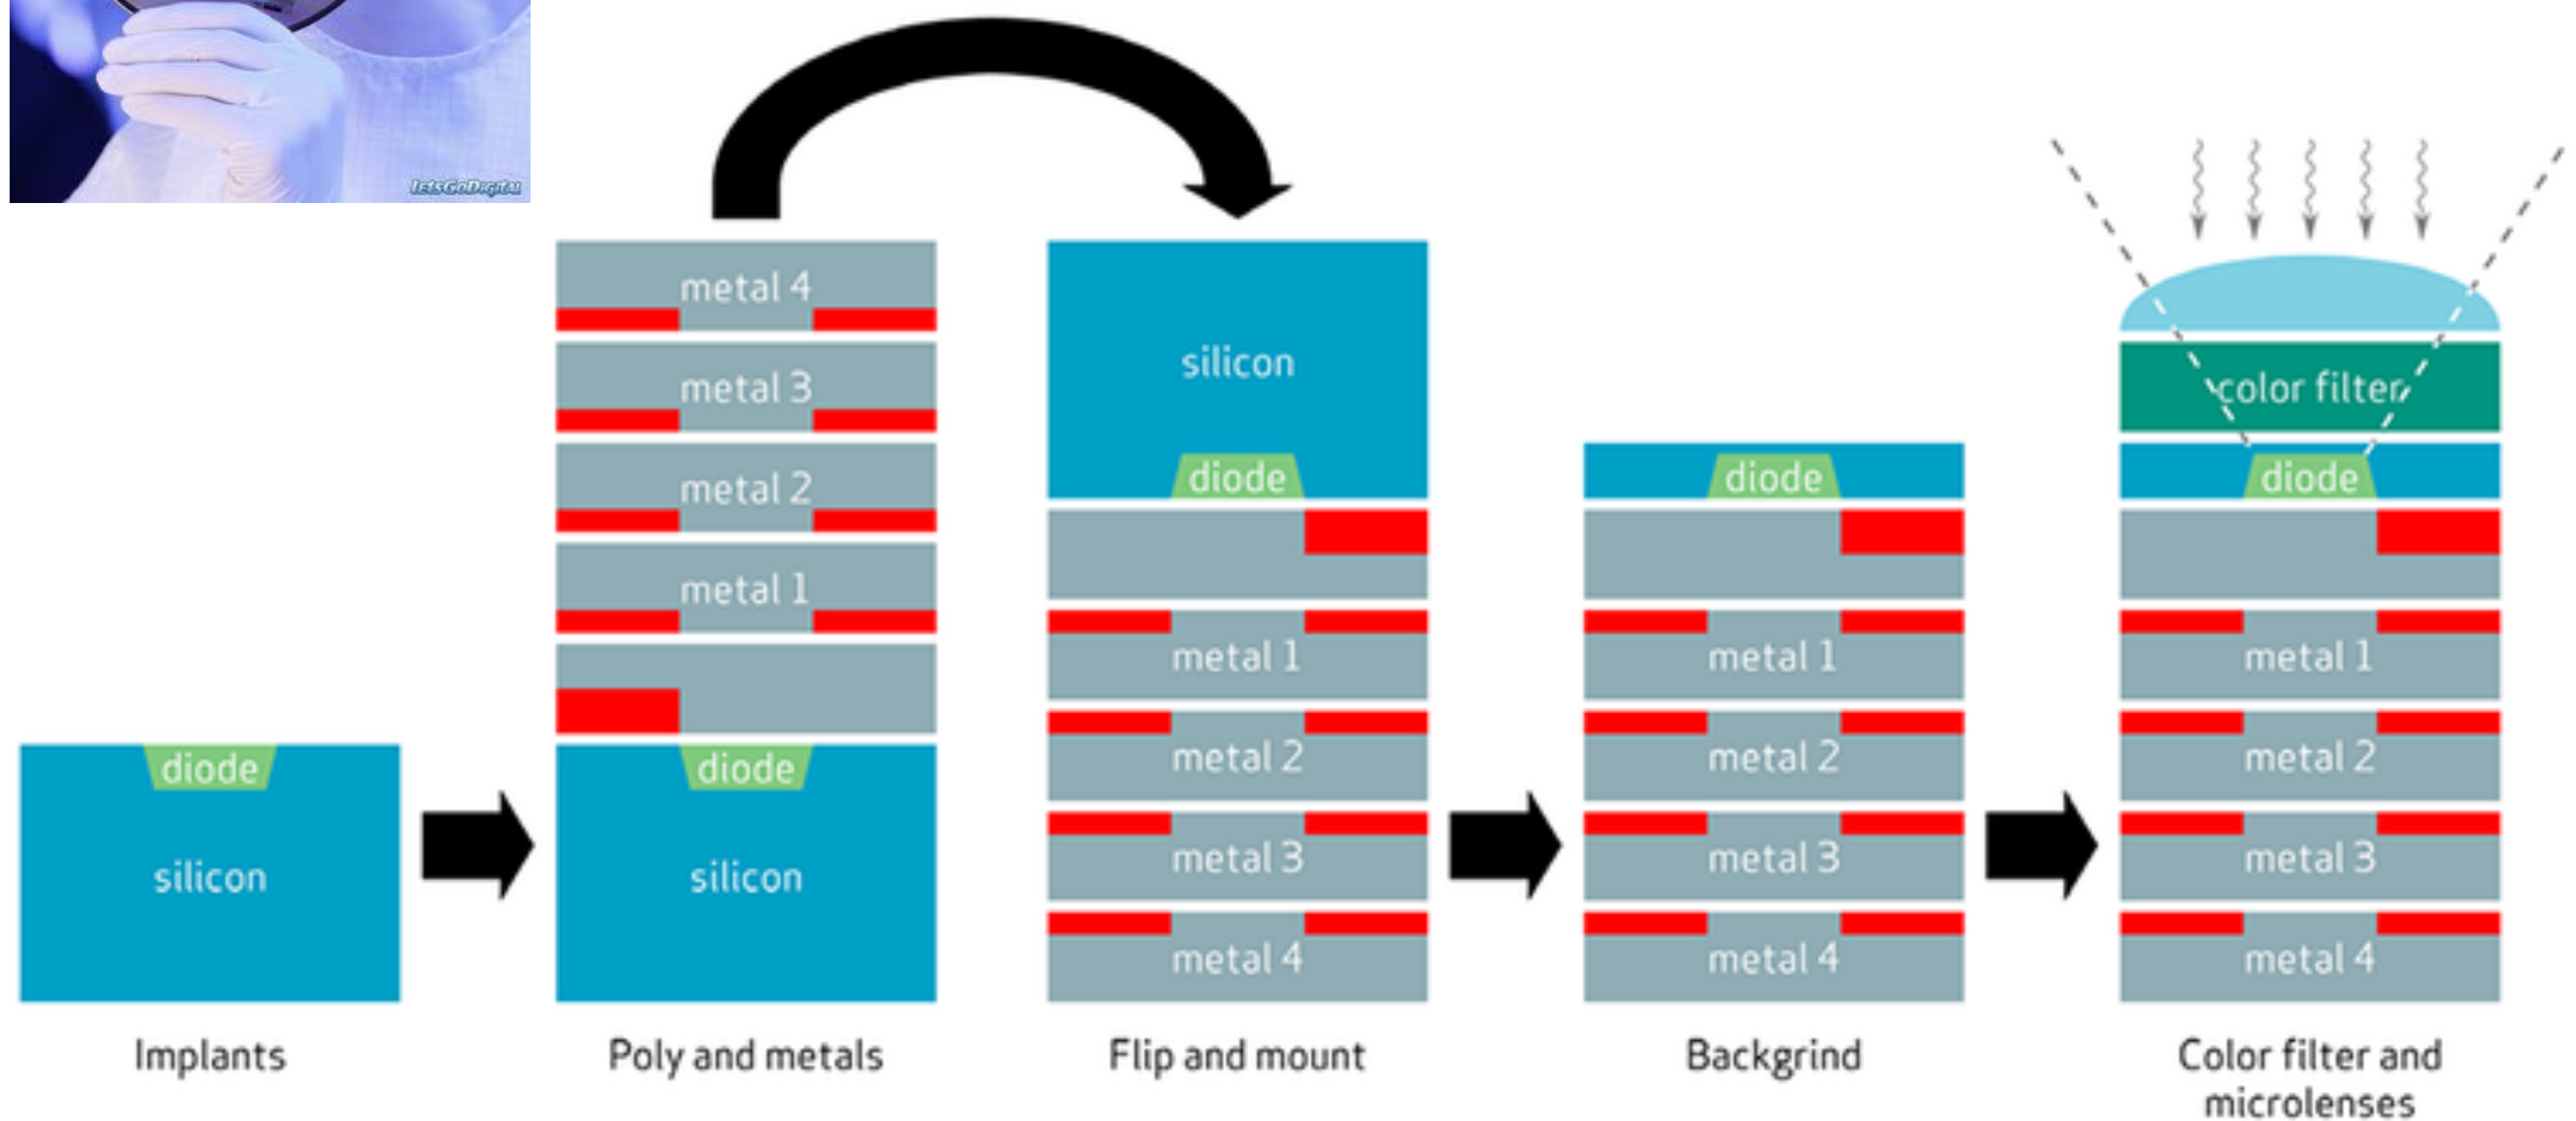 LETSGODIGITAL
metal 4
metal 3
metal 2
metal 1
diode
silicon
silicon
diode
metal 1
metal 2
metal 3
metal 4
diode
silicon
diode
metal 1
metal 2
metal 3
metal 4
color filter
diode
metal 1
metal 2
metal 3
metal 4
Implants
Poly and metals
Flip and mount
Backgrind
Color filter and
microlenses